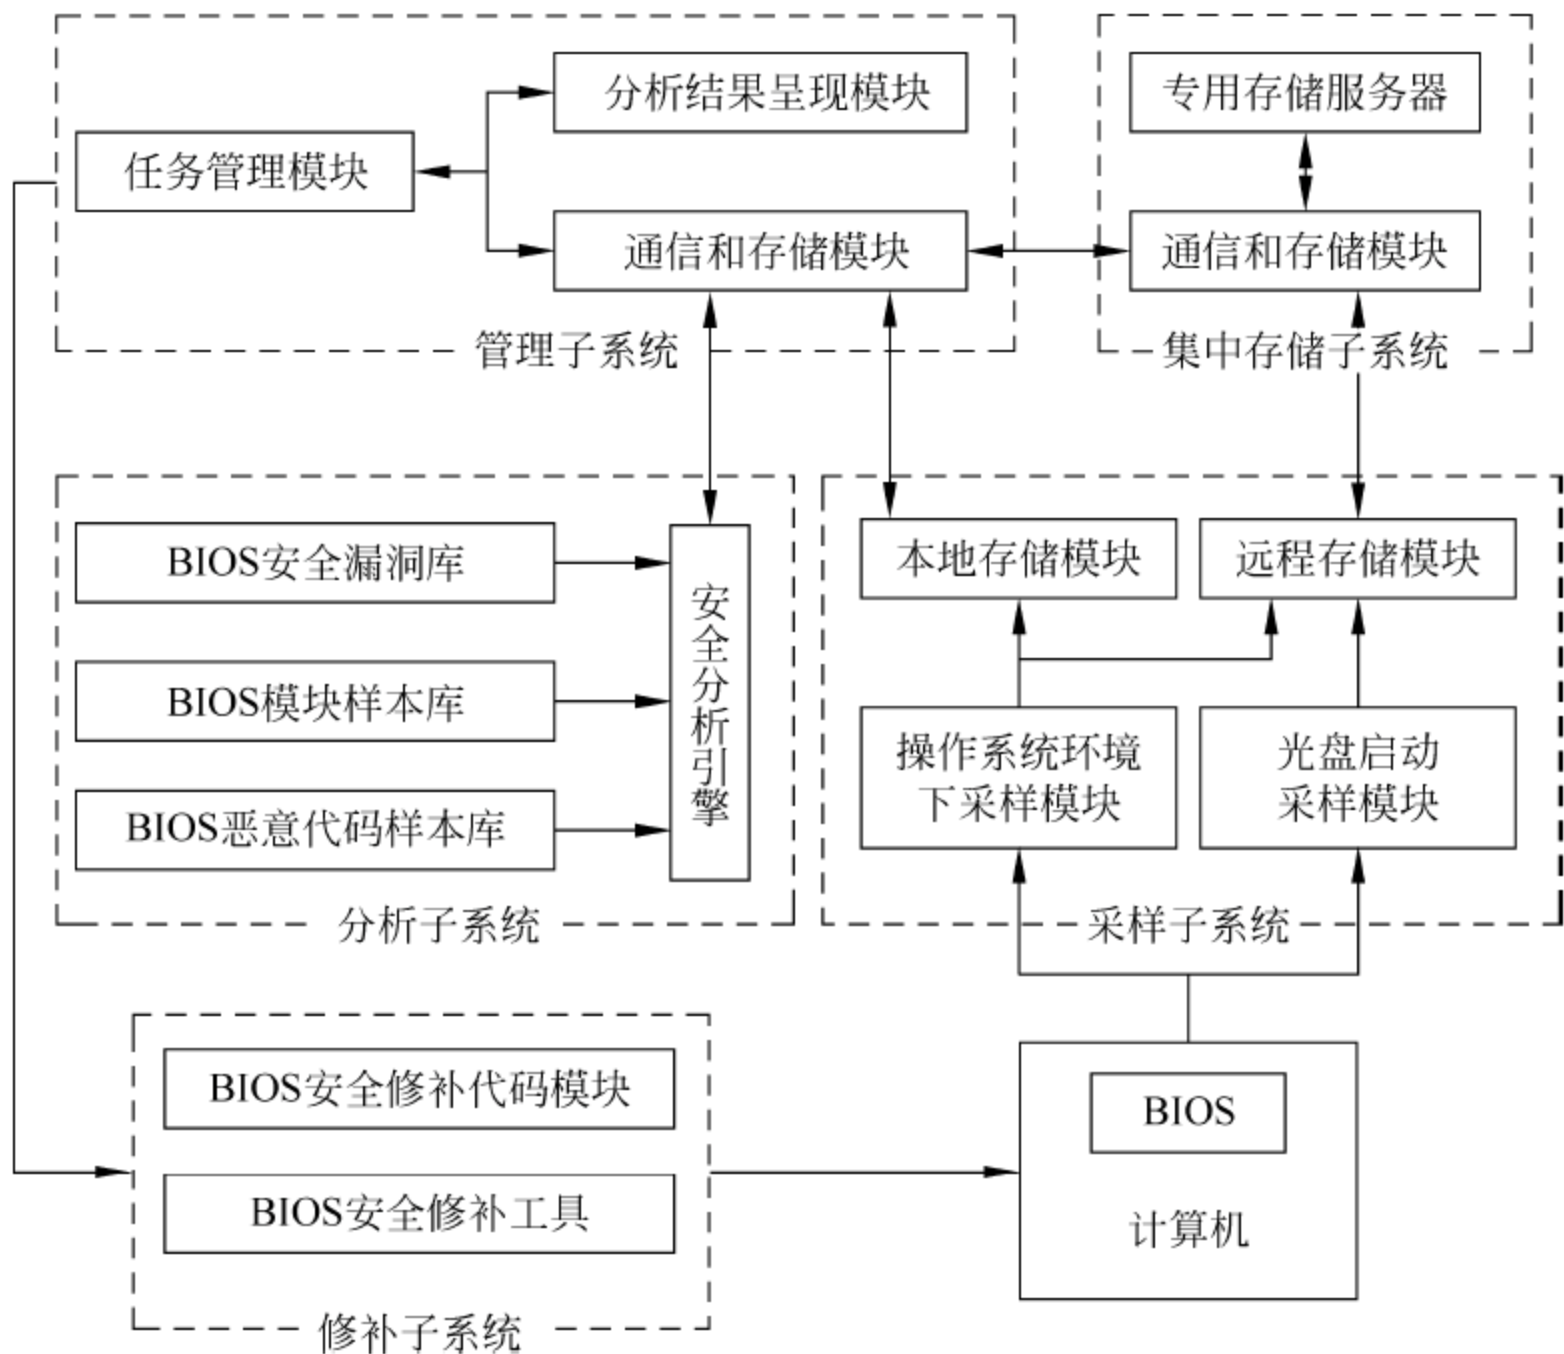 分析结果呈现模块
专用存储服务器
任务管理模块
通信和存储模块
通信和存储模块
管理子系统
集中存储子系统
BIOS安全漏洞库
BIOS模块样本库
BIOS恶意代码样本库
安全分析引擎
分析子系统
本地存储模块
远程存储模块
操作系统环境
下采样模块
光盘启动
采样模块
采样子系统
BIOS安全修补代码模块
BIOS安全修补工具
修补子系统
BIOS
计算机